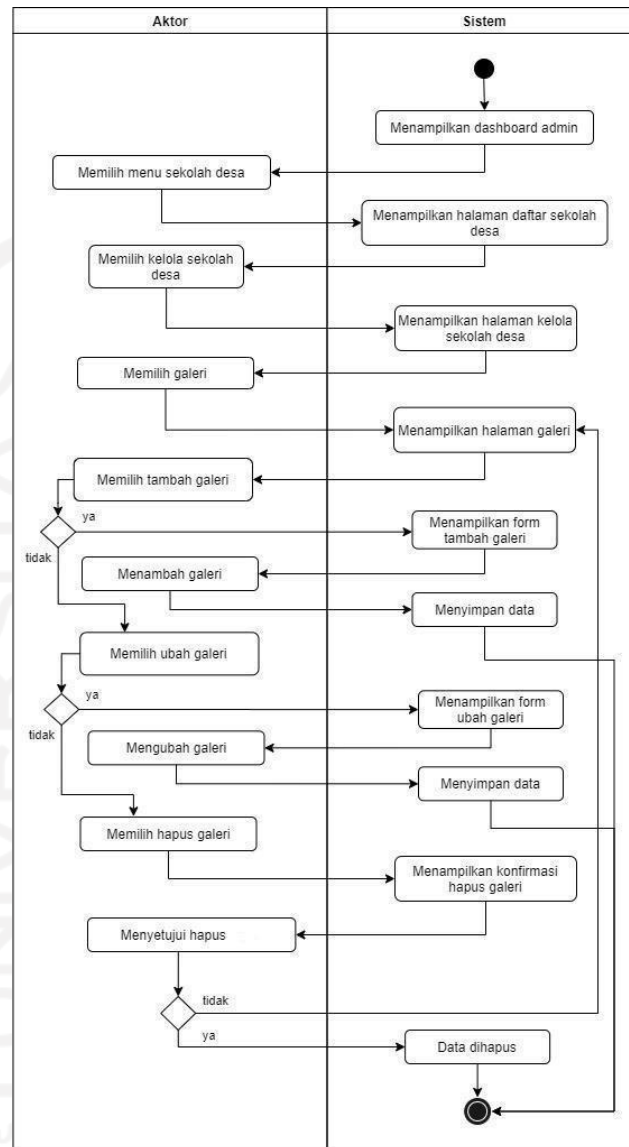 Aktor
Sistem
Menampilkan dashboard admin
Memilih menu sekolah desa
Menampilkan halaman daftar sekolah
desa
Memilih kelola sekolah
desa
Menampilkan halaman kelola
sekolah desa
Memilih galeri
Menampilkan halaman galeri
Memilih tambah galeri
ya
tidak
Menampilkan form
tambah galeri
Menambah galeri
Menyimpan data
Memilih ubah galeri
ya
tidak
Menampilkan form
ubah galeri
Mengubah galeri
Menyimpan data
Memilih hapus galeri
Menampilkan konfirmasi
hapus galeri
Menyetujui hapus
tidak
ya
Data dihapus